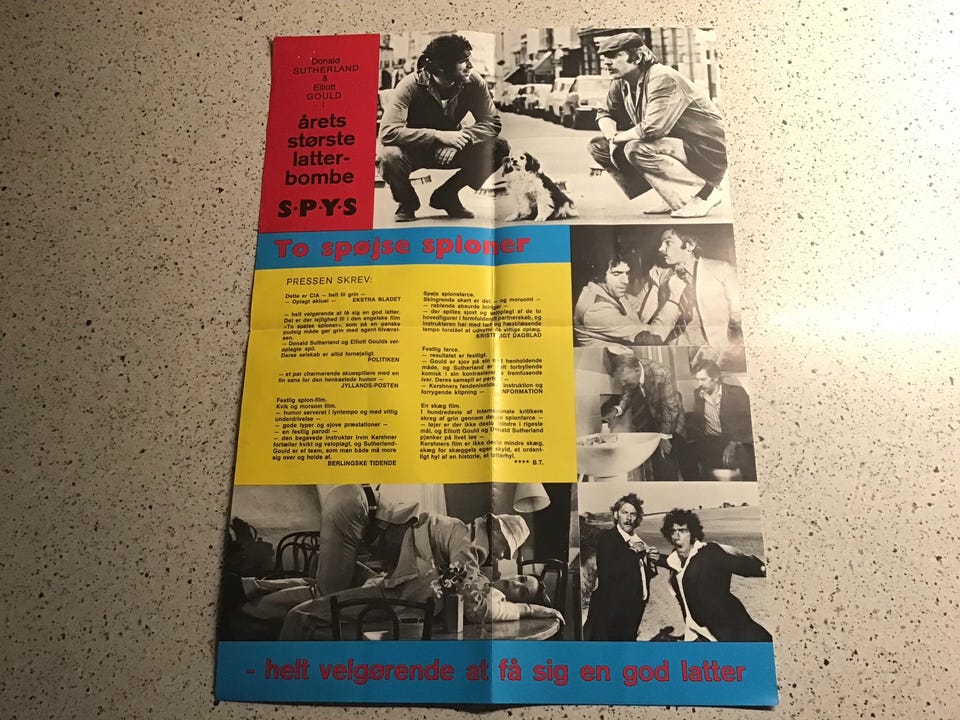 Donald
SUTHERLAND
&
Elliott
GOULD
i
årets
største
latter-
bombe
S·P·Y·S
To spøjse spioner
PRESSEN SKREV:
Dette er CIA — helt til grin —
— Oplagt aktuel — EKSTRA BLADET
— helt velgørende at få sig en god latter.
Det er der lejlighed til i den engelske film
»To spøjse spioner«, som på en ganske
pudsig måde gør grin med agent-tilværel-
sen.
— Donald Sutherland og Elliott Goulds vel-
oplagte spil.
Deres selskab er altid fornøjeligt.
POLITIKEN
— et par charmerende skuespillere med en
fin sans for den henkastede humor —
JYLLANDS-POSTEN
Festlig spion-film.
Kvik og morsom film.
— humor serveret i lyntempo og med vittig
underdrivelse —
— gode typer og sjove præstationer —
— en festlig parodi —
— den begavede instruktør Irvin Kershner
fortæller kvikt og veloplagt, og Sutherland-
Gould er et team, som man både må more
sig over og holde af.
BERLINGSKE TIDENDE
Spøjs spionfarce.
Skingrende skørt er det — og morsomt —
— rablende absurde intriger —
— der spilles sjovt og veloplagt af de to
hovedfigurer i formfuldendt partnerskab, og
instruktøren har med tæft og hæsblæsende
tempo forstået at udnytte de vittige oplæg.
KRISTELIGT DAGBLAD
Festlig farce.
— resultatet er festligt.
— Gould er sjov på sin mat henholdende
måde, og Sutherland er helt fortryllende
komisk i sin kontrasterende fremfusende
iver. Deres samspil er perfekt —
— Kershners fandenivoldske instruktion og
forrygende klipning — INFORMATION
En skæg film.
I hundredevis af internationale kritikere
skreg af grin gennem denne spionfarce —
— løjer er der ikke desto mindre i rigeste
mål, og Elliott Gould og Donald Sutherland
pjanker på livet løs —
Kershners film er ikke desto mindre skæg,
skæg for skæggets egen skyld, et ordent-
ligt hyl af en historie, et latterhyl.
**** B.T.
- helt velgørende at få sig en god latter